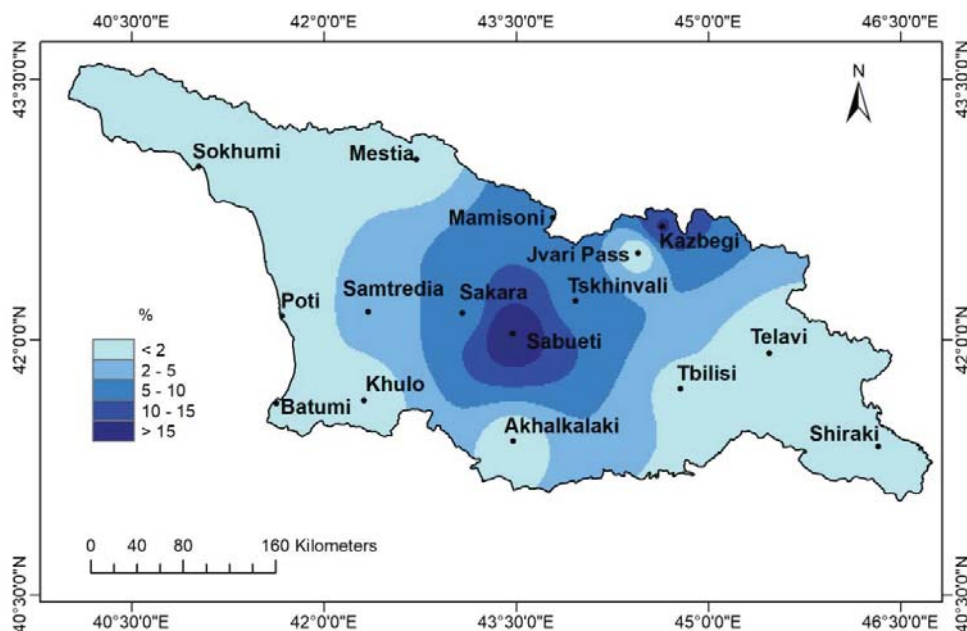 40°30'0"E 42°0'0"E 43°30'0"E 45°0'0"E 46°30'0"E
43°30'0"N
43°30'0"N
N
Sokhumi
Mestia
Mamisoni
Kazbegi
Jvari Pass
Tskhinvali
Samtredia
Sakara
Poti
Sabueti
42°0'0"N
42°0'0"N
Telavi
Tbilisi
Khulo
Batumi
Akhalkalaki
Shiraki
%
< 2
2 - 5
5 - 10
10 - 15
> 15
0 40 80 160 Kilometers
40°30'0"N
40°30'0"N
40°30'0"E 42°0'0"E 43°30'0"E 45°0'0"E 46°30'0"E